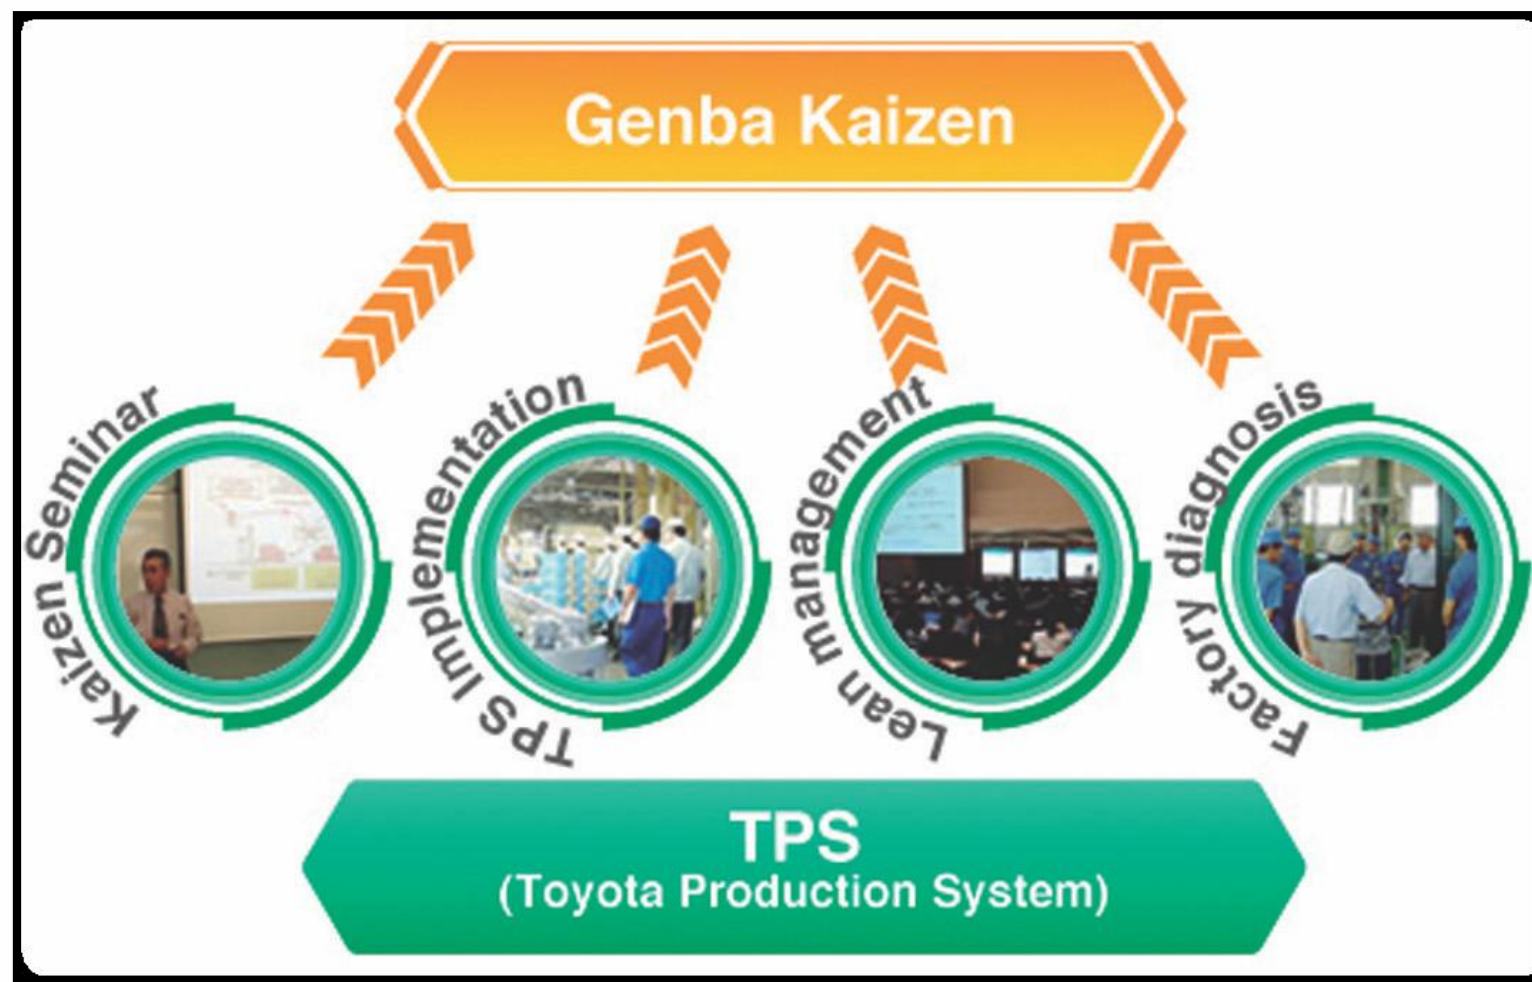 Genba Kaizen
Kaizen Seminar
TPS Implementation
Lean management
Factory diagnosis
TPS
(Toyota Production System)